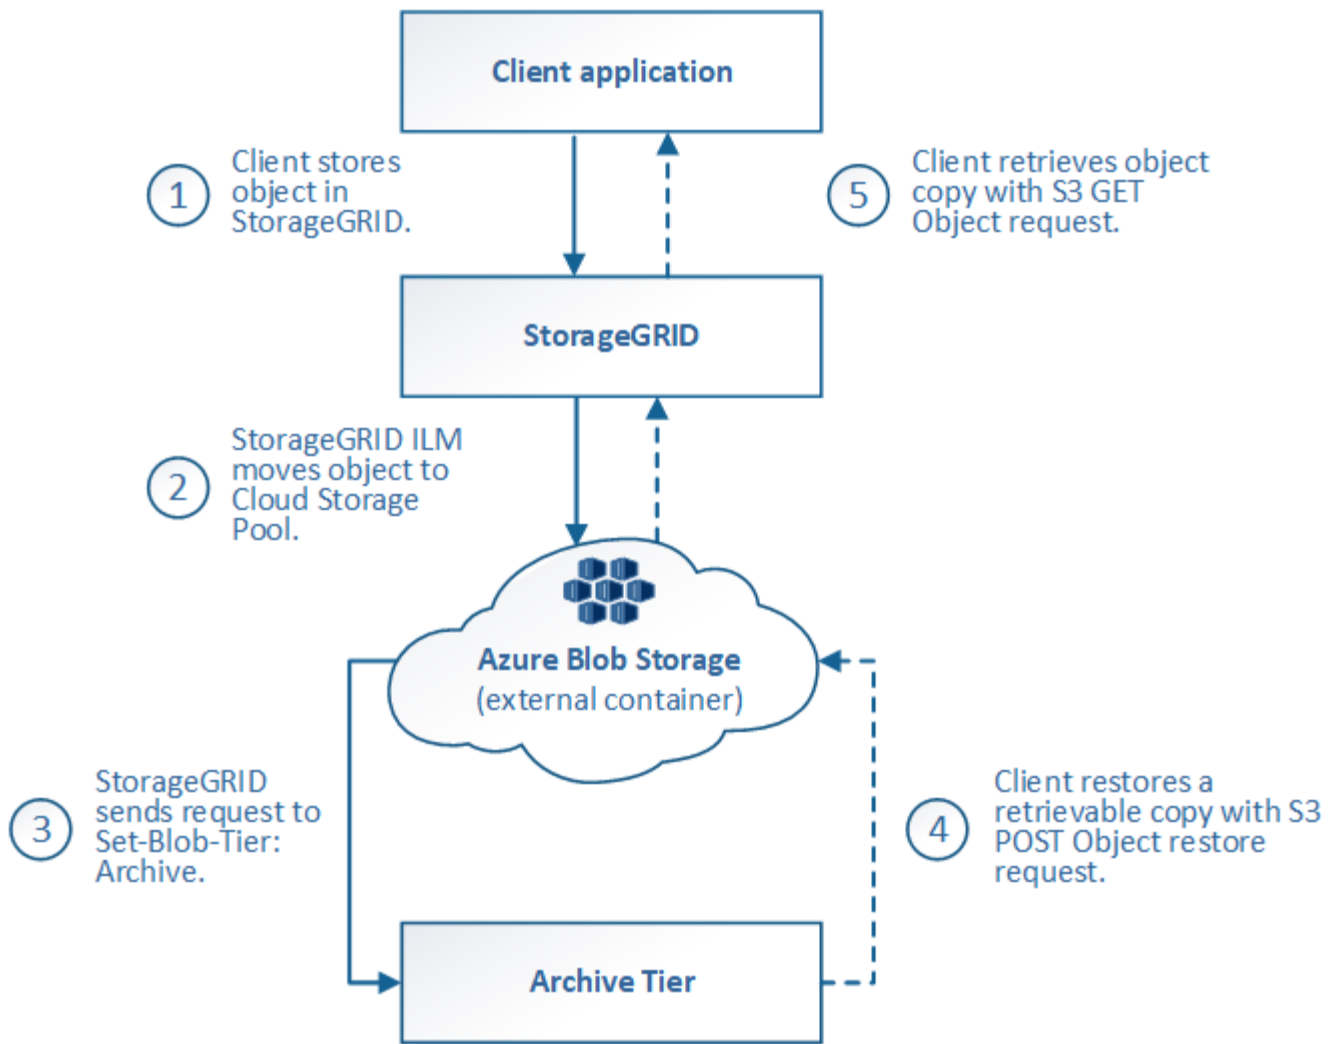 Client application
1
Client stores
object in
StorageGRID.
5
Client retrieves object
copy with S3 GET
Object request.
StorageGRID
2
StorageGRID ILM
moves object to
Cloud Storage
Pool.
Azure Blob Storage
(external container)
3
StorageGRID
sends request to
Set-Blob-Tier:
Archive.
4
Client restores a
retrievable copy with S3
POST Object restore
request.
Archive Tier